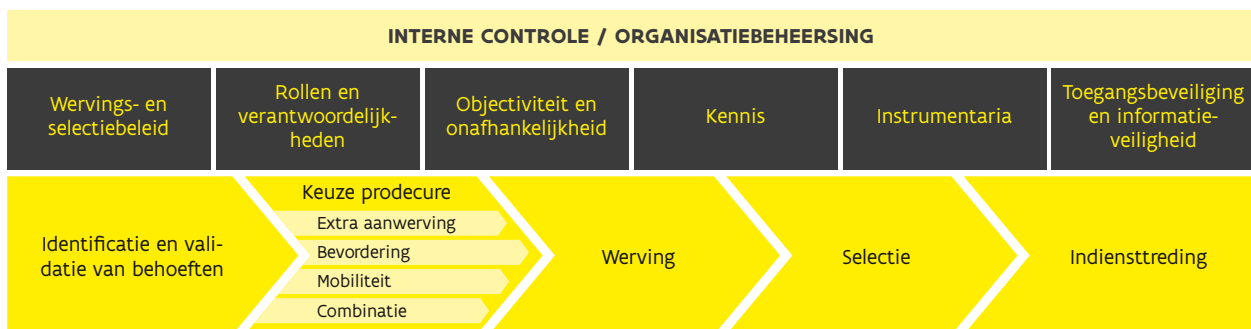 INTERNE CONTROLE / ORGANISATIEBEHEERSING
Wervings- en
selectiebeleid
Rollen en
verantwoordelijk-
heden
Objectiviteit en
onafhankelijkheid
Kennis
Instrumentaria
Toegangsbeveiliging
en informatie-
veiligheid
Identificatie en vali-
datie van behoeften
Keuze prodecure
Extra aanwerving
Bevordering
Mobiliteit
Combinatie
Werving
Selectie
Indiensttreding